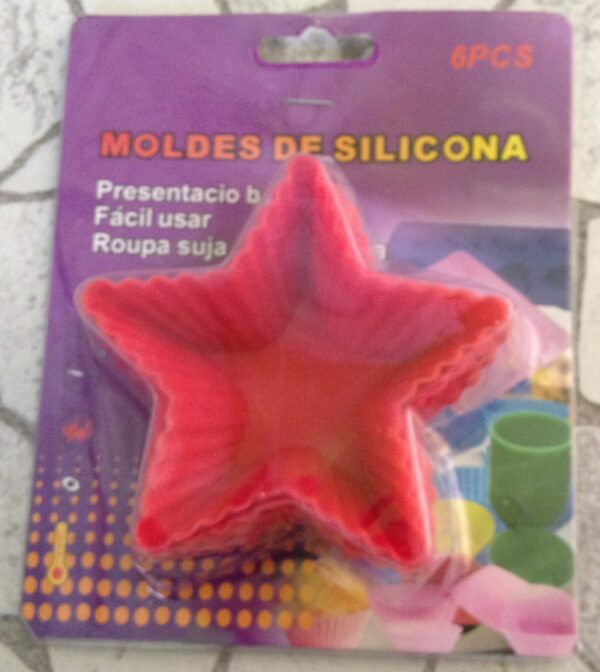 6PCS
MOLDES DE SILICONA
Presentacio b
Fácil usar
Roupa suja a